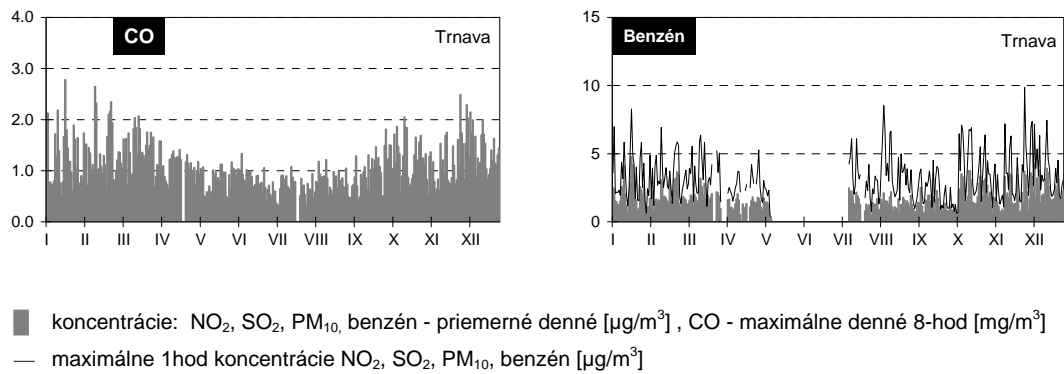 CO
Trnava
4.0
3.0
2.0
1.0
0.0
I II III IV V VI VII VIII IX X XI XII
Benzén
Trnava
15
10
5
0
I II III IV V VI VII VIII IX X XI XII
koncentrácie: NO₂, SO₂, PM₁₀, benzén - priemerné denné [µg/m³] , CO - maximálne denné 8-hod [mg/m³]
maximálne 1hod koncentrácie NO₂, SO₂, PM₁₀, benzén [µg/m³]